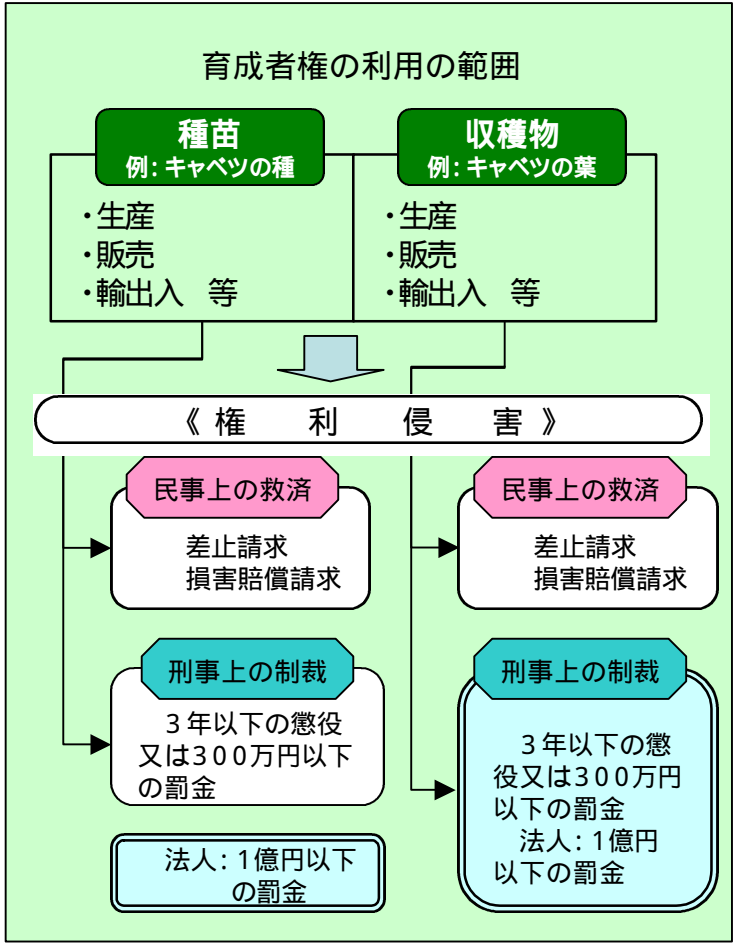 育成者権の利用の範囲
種苗
例：キャベツの種
・生産
・販売
・輸出入　等
収穫物
例：キャベツの葉
・生産
・販売
・輸出入　等
《 権　利　侵　害 》
民事上の救済
差止請求
損害賠償請求
刑事上の制裁
３年以下の懲役
又は３００万円以下
の罰金
法人：１億円以下
の罰金
民事上の救済
差止請求
損害賠償請求
刑事上の制裁
３年以下の懲
役又は３００万円
以下の罰金
法人：１億円
以下の罰金